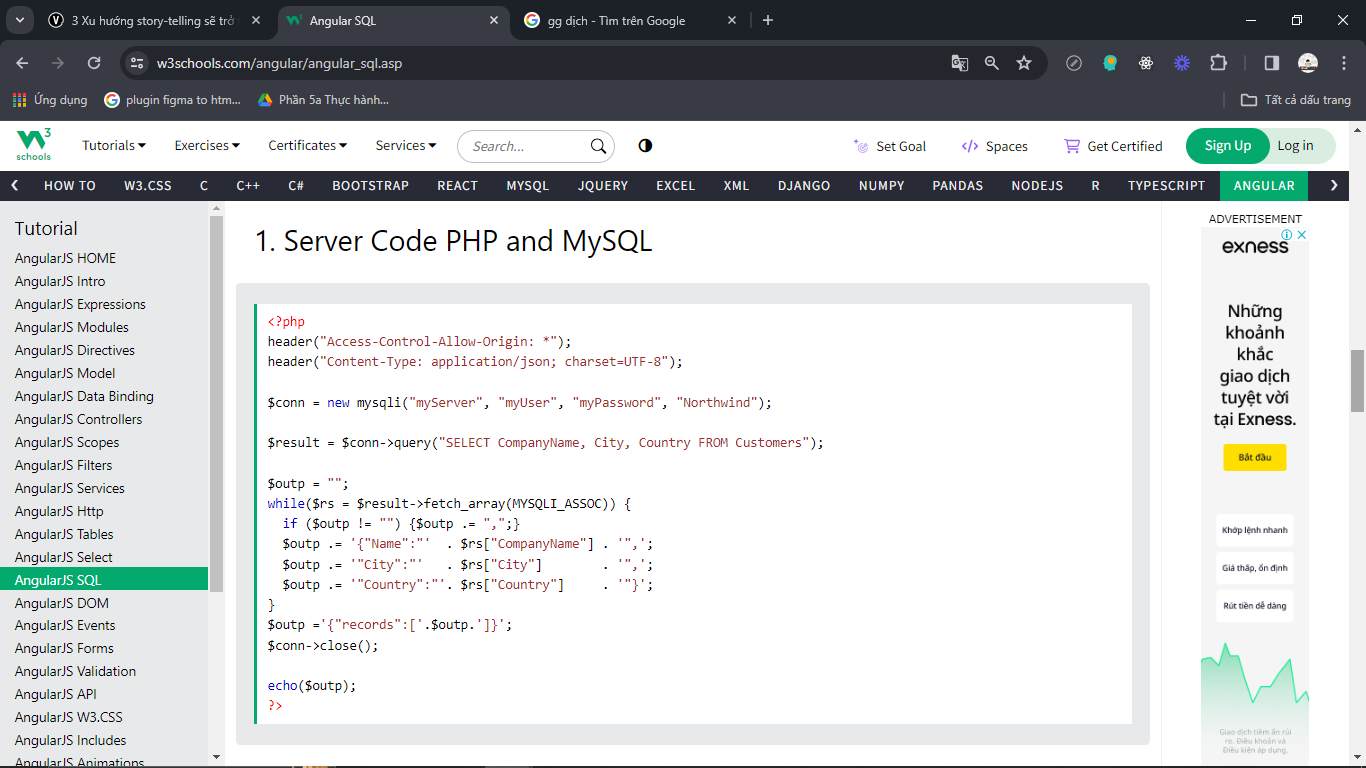 3 Xu hướng story-telling sẽ trở
Angular SQL
gg dịch - Tìm trên Google
w3schools.com/angular/angular_sql.asp
Ứng dụng
plugin figma to htm...
Phần 5a Thực hành...
Tất cả dấu trang
W3 schools
Tutorials
Exercises
Certificates
Services
Search...
Set Goal
Spaces
Get Certified
Sign Up
Log in
HOW TO W3.CSS C C++ C# BOOTSTRAP REACT MYSQL JQUERY EXCEL XML DJANGO NUMPY PANDAS NODEJS R TYPESCRIPT ANGULAR
Tutorial
AngularJS HOME
AngularJS Intro
AngularJS Expressions
AngularJS Modules
AngularJS Directives
AngularJS Model
AngularJS Data Binding
AngularJS Controllers
AngularJS Scopes
AngularJS Filters
AngularJS Services
AngularJS Http
AngularJS Tables
AngularJS Select
AngularJS SQL
AngularJS DOM
AngularJS Events
AngularJS Forms
AngularJS Validation
AngularJS API
AngularJS W3.CSS
AngularJS Includes
AngularJS Animations
1. Server Code PHP and MySQL
<?php
header("Access-Control-Allow-Origin: *");
header("Content-Type: application/json; charset=UTF-8");
$conn = new mysqli("myServer", "myUser", "myPassword", "Northwind");
$result = $conn->query("SELECT CompanyName, City, Country FROM Customers");
$outp = "";
while($rs = $result->fetch_array(MYSQLI_ASSOC)) {
  if ($outp != "") {$outp .= ",";}
  $outp .= '{"Name":"'  . $rs["CompanyName"] . '",';
  $outp .= '"City":"'   . $rs["City"]        . '",';
  $outp .= '"Country":"'. $rs["Country"]     . '"}';
}
$outp ='{"records":['.$outp.']}';
$conn->close();
echo($outp);
?>
ADVERTISEMENT
exness
Những
khoảnh
khắc
giao dịch
tuyệt vời
tại Exness.
Bắt đầu
Khớp lệnh nhanh
Giá thấp, ổn định
Rút tiền dễ dàng
Giao dịch tiềm ẩn rủi
ro. Điều khoản và
Điều kiện áp dụng.